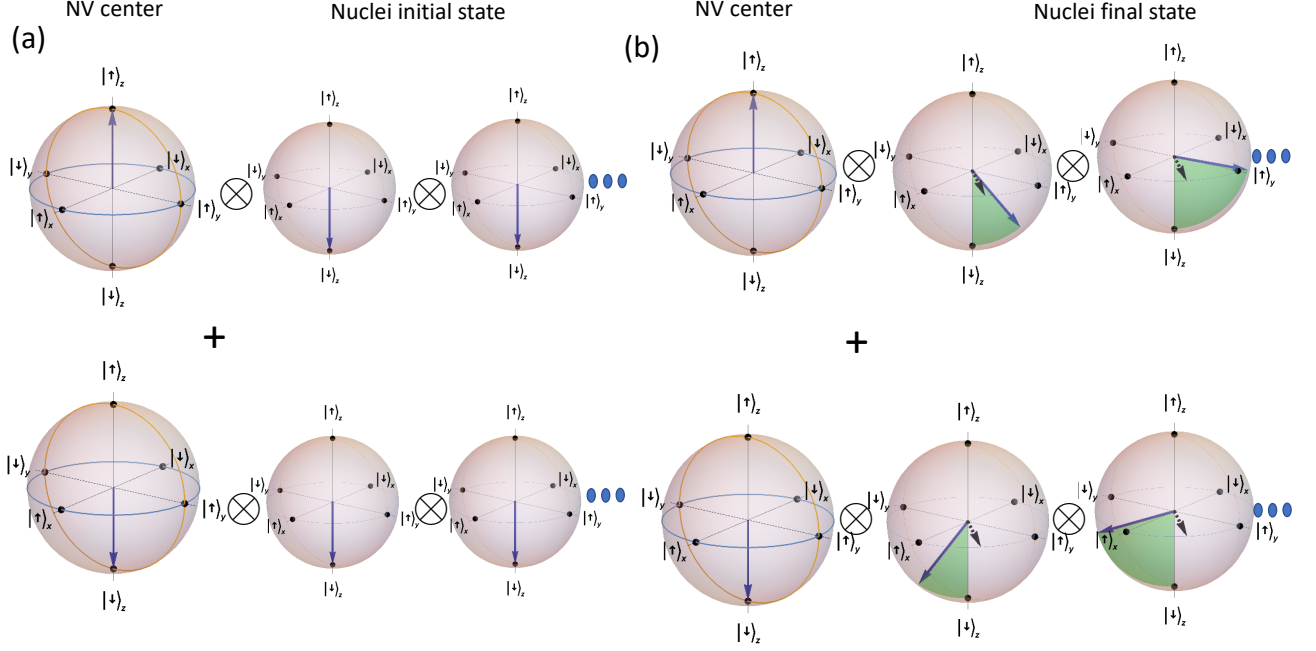 NV center Nuclei initial state NV center Nuclei final state
(a) (b)
|↑⟩z |↑⟩z |↑⟩z |↑⟩z |↑⟩z |↑⟩z
|↓⟩y |↓⟩x |↓⟩y |↓⟩x |↓⟩y |↓⟩x |↓⟩y |↓⟩x |↓⟩y |↓⟩x |↓⟩y |↓⟩x
|↑⟩x |↑⟩y |↑⟩x |↑⟩y |↑⟩x |↑⟩y |↑⟩x |↑⟩y |↑⟩x |↑⟩y |↑⟩x |↑⟩y
|↓⟩z |↓⟩z |↓⟩z |↓⟩z |↓⟩z |↓⟩z
+ +
|↑⟩z |↑⟩z |↑⟩z |↑⟩z |↑⟩z |↑⟩z
|↓⟩y |↓⟩x |↓⟩y |↓⟩x |↓⟩y |↓⟩x |↓⟩y |↓⟩x |↓⟩y |↓⟩x |↓⟩y |↓⟩x
|↑⟩x |↑⟩y |↑⟩x |↑⟩y |↑⟩x |↑⟩y |↑⟩x |↑⟩y |↑⟩x |↑⟩y |↑⟩x |↑⟩y
|↓⟩z |↓⟩z |↓⟩z |↓⟩z |↓⟩z |↓⟩z